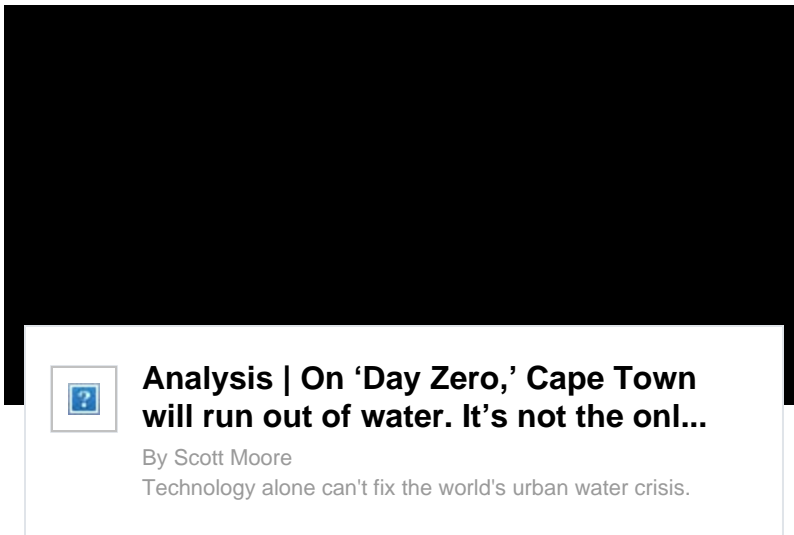 Analysis | On ‘Day Zero,’ Cape Town
will run out of water. It’s not the onl...
By Scott Moore
Technology alone can't fix the world's urban water crisis.